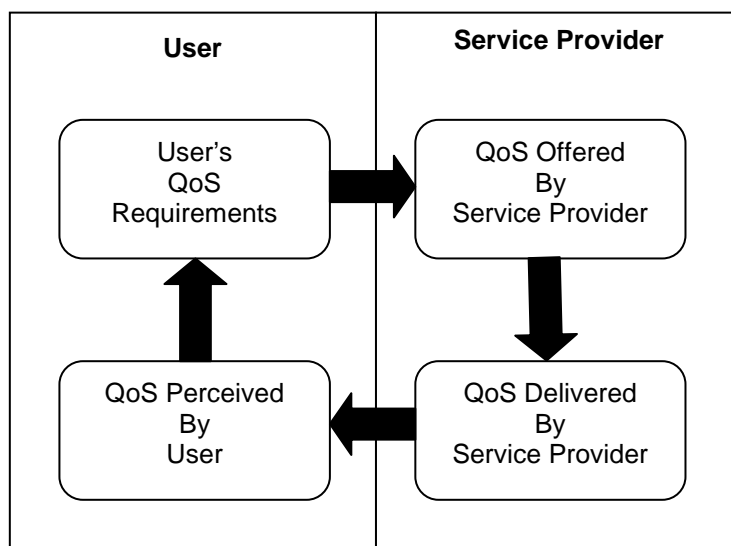 User
Service Provider
User's
QoS
Requirements
QoS Offered
By
Service Provider
QoS Perceived
By
User
QoS Delivered
By
Service Provider